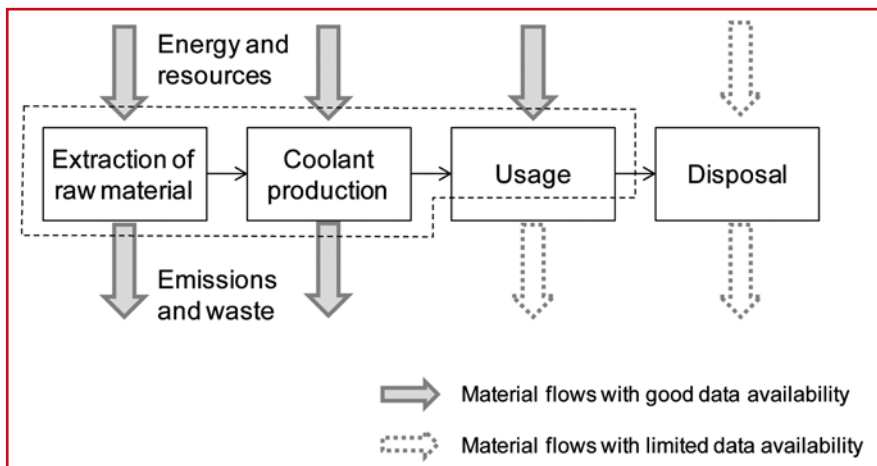 Energy and
resources
Extraction of
raw material
Coolant
production
Usage
Disposal
Emissions
and waste
Material flows with good data availability
Material flows with limited data availability